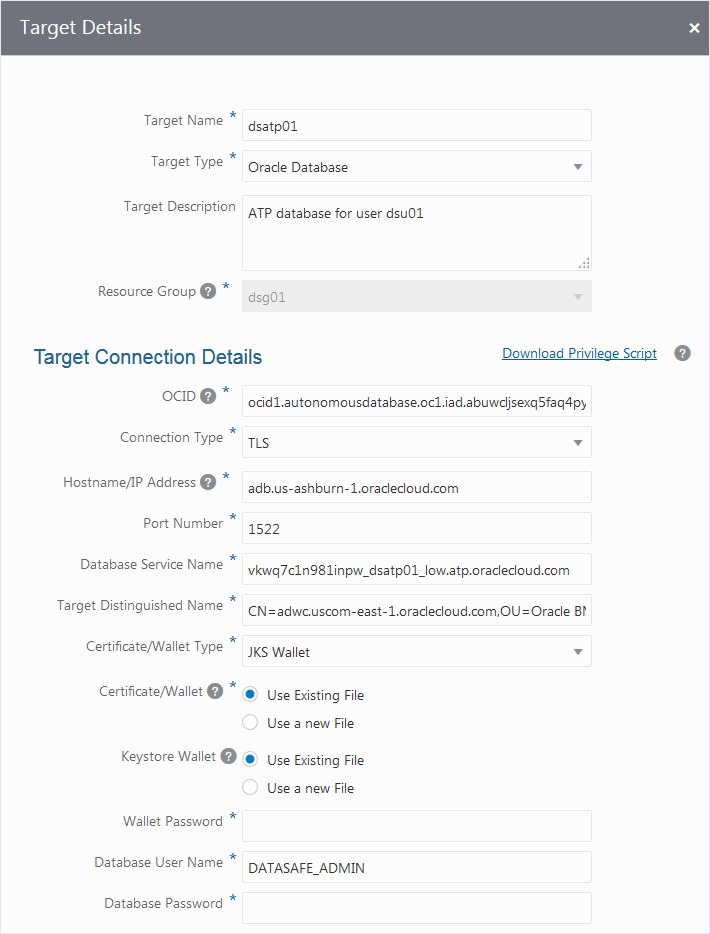 Target Details ×
Target Name * dsatp01
Target Type * Oracle Database
Target Description ATP database for user dsu01
Resource Group ? * dsg01
Target Connection Details Download Privilege Script ?
OCID ? * ocid1.autonomousdatabase.oc1.iad.abuwcljsexq5faq4py
Connection Type * TLS
Hostname/IP Address ? * adb.us-ashburn-1.oraclecloud.com
Port Number * 1522
Database Service Name * vkwq7c1n981inpw_dsatp01_low.atp.oraclecloud.com
Target Distinguished Name * CN=adwc.uscom-east-1.oraclecloud.com,OU=Oracle BM
Certificate/Wallet Type * JKS Wallet
Certificate/Wallet ? * Use Existing File
Use a new File
Keystore Wallet ? Use Existing File
Use a new File
Wallet Password *
Database User Name * DATASAFE_ADMIN
Database Password *